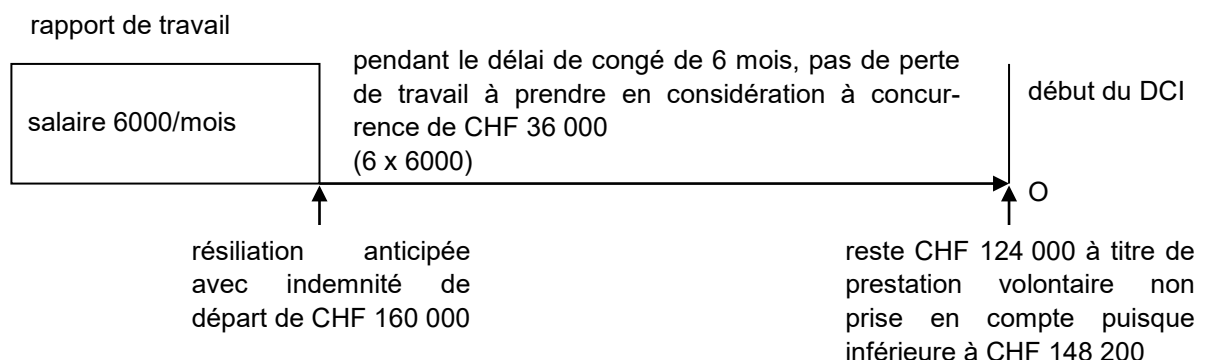 rapport de travail
salaire 6000/mois
pendant le délai de congé de 6 mois, pas de perte
de travail à prendre en considération à concur-
rence de CHF 36 000
(6 x 6000)
début du DCI
O
résiliation anticipée
avec indemnité de
départ de CHF 160 000
reste CHF 124 000 à titre de
prestation volontaire non
prise en compte puisque
inférieure à CHF 148 200